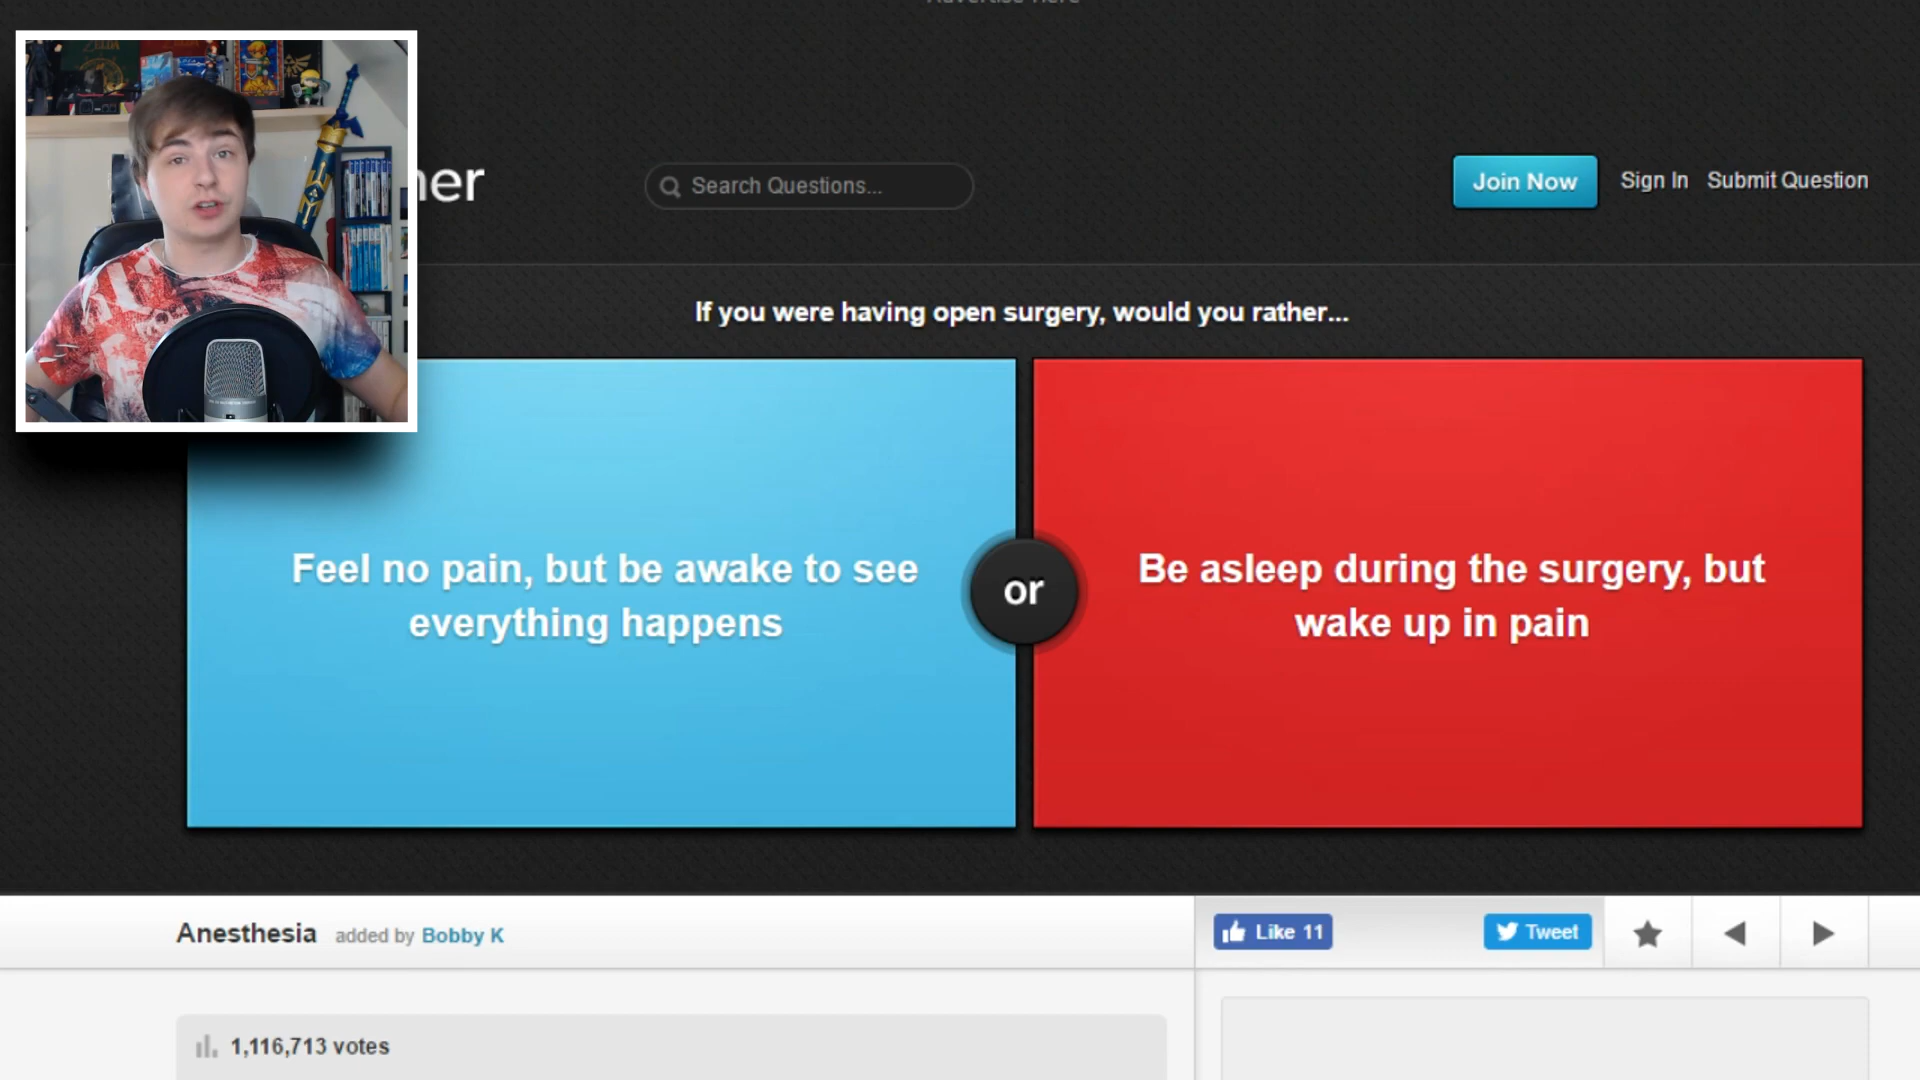 her
Search Questions...
Join Now
Sign In
Submit Question
If you were having open surgery, would you rather...
Feel no pain, but be awake to see
everything happens
or
Be asleep during the surgery, but
wake up in pain
Anesthesia added by Bobby K
Like 11
Tweet
1,116,713 votes